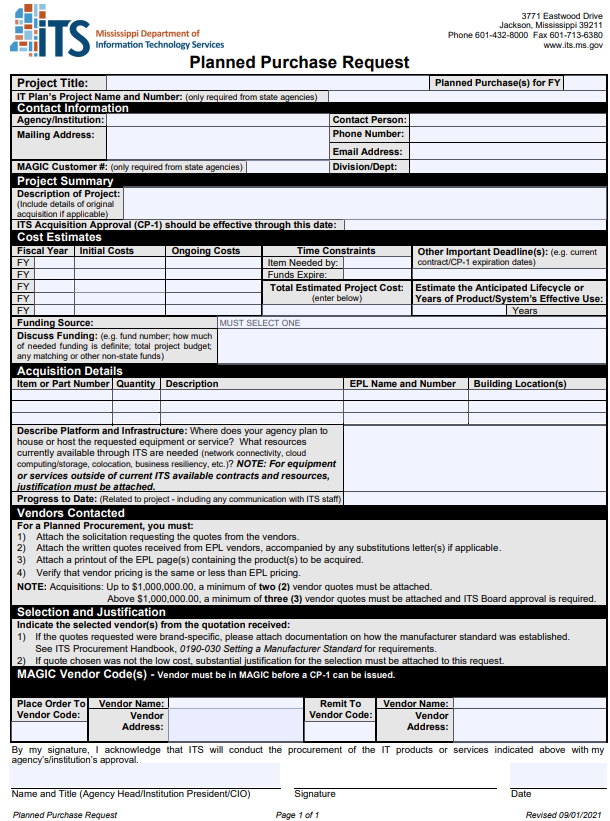 ITS
Mississippi Department of
Information Technology Services
3771 Eastwood Drive
Jackson, Mississippi 39211
Phone 601-432-8000 Fax 601-713-6380
www.its.ms.gov
Planned Purchase Request
Project Title:
Planned Purchase(s) for FY
IT Plan's Project Name and Number: (only required from state agencies)
Contact Information
Agency/Institution:
Contact Person:
Mailing Address:
Phone Number:
Email Address:
MAGIC Customer #: (only required from state agencies)
Division/Dept:
Project Summary
Description of Project:
(Include details of original
acquisition if applicable)
ITS Acquisition Approval (CP-1) should be effective through this date:
Cost Estimates
Fiscal Year Initial Costs Ongoing Costs Time Constraints Other Important Deadline(s): (e.g. current
contract/CP-1 expiration dates)
FY Item Needed by:
FY Funds Expire:
FY Total Estimated Project Cost: Estimate the Anticipated Lifecycle or
FY (enter below) Years of Product/System's Effective Use:
FY Years
Funding Source: MUST SELECT ONE
Discuss Funding: (e.g. fund number; how much
of needed funding is definite; total project budget;
any matching or other non-state funds)
Acquisition Details
Item or Part Number Quantity Description EPL Name and Number Building Location(s)
Describe Platform and Infrastructure: Where does your agency plan to
house or host the requested equipment or service? What resources
currently available through ITS are needed (network connectivity, cloud
computing/storage, colocation, business resiliency, etc.)? NOTE: For equipment
or services outside of current ITS available contracts and resources,
justification must be attached.
Progress to Date: (Related to project - including any communication with ITS staff)
Vendors Contacted
For a Planned Procurement, you must:
1) Attach the solicitation requesting the quotes from the vendors.
2) Attach the written quotes received from EPL vendors, accompanied by any substitutions letter(s) if applicable.
3) Attach a printout of the EPL page(s) containing the product(s) to be acquired.
4) Verify that vendor pricing is the same or less than EPL pricing.
NOTE: Acquisitions: Up to $1,000,000.00, a minimum of two (2) vendor quotes must be attached.
Above $1,000,000.00, a minimum of three (3) vendor quotes must be attached and ITS Board approval is required.
Selection and Justification
Indicate the selected vendor(s) from the quotation received:
1) If the quotes requested were brand-specific, please attach documentation on how the manufacturer standard was established.
See ITS Procurement Handbook, 0190-030 Setting a Manufacturer Standard for requirements.
2) If quote chosen was not the low cost, substantial justification for the selection must be attached to this request.
MAGIC Vendor Code(s) - Vendor must be in MAGIC before a CP-1 can be issued.
Place Order To
Vendor Code:
Vendor Name:
Vendor
Address:
Remit To
Vendor Code:
Vendor Name:
Vendor
Address:
By my signature, I acknowledge that ITS will conduct the procurement of the IT products or services indicated above with my
agency's/institution's approval.
Name and Title (Agency Head/Institution President/CIO) Signature Date
Planned Purchase Request Page 1 of 1 Revised 09/01/2021